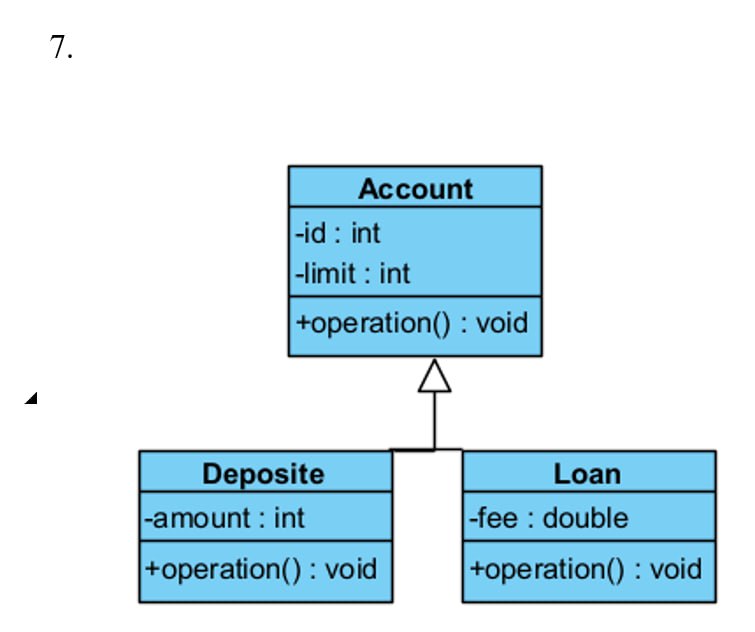 7.
Account
-id : int
-limit : int
+operation() : void
Deposite
-amount : int
+operation() : void
Loan
-fee : double
+operation() : void